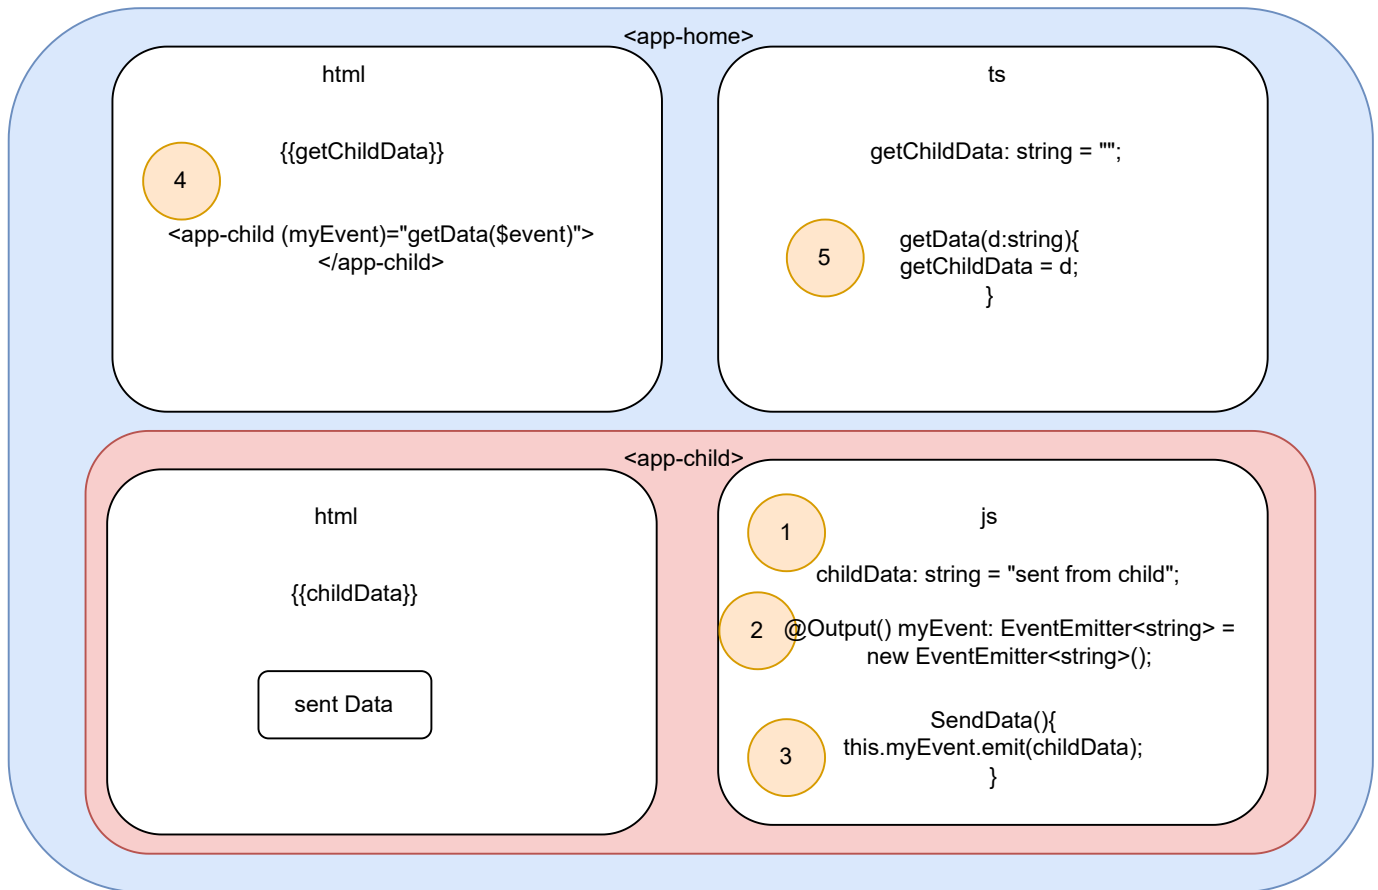 <app-home>
html
{{getChildData}}
4
<app-child (myEvent)="getData($event)">
</app-child>
ts
getChildData: string = "";
5
getData(d:string){
getChildData = d;
}
<app-child>
html
{{childData}}
sent Data
js
1
childData: string = "sent from child";
2
@Output() myEvent: EventEmitter<string> =
new EventEmitter<string>();
3
SendData(){
this.myEvent.emit(childData);
}